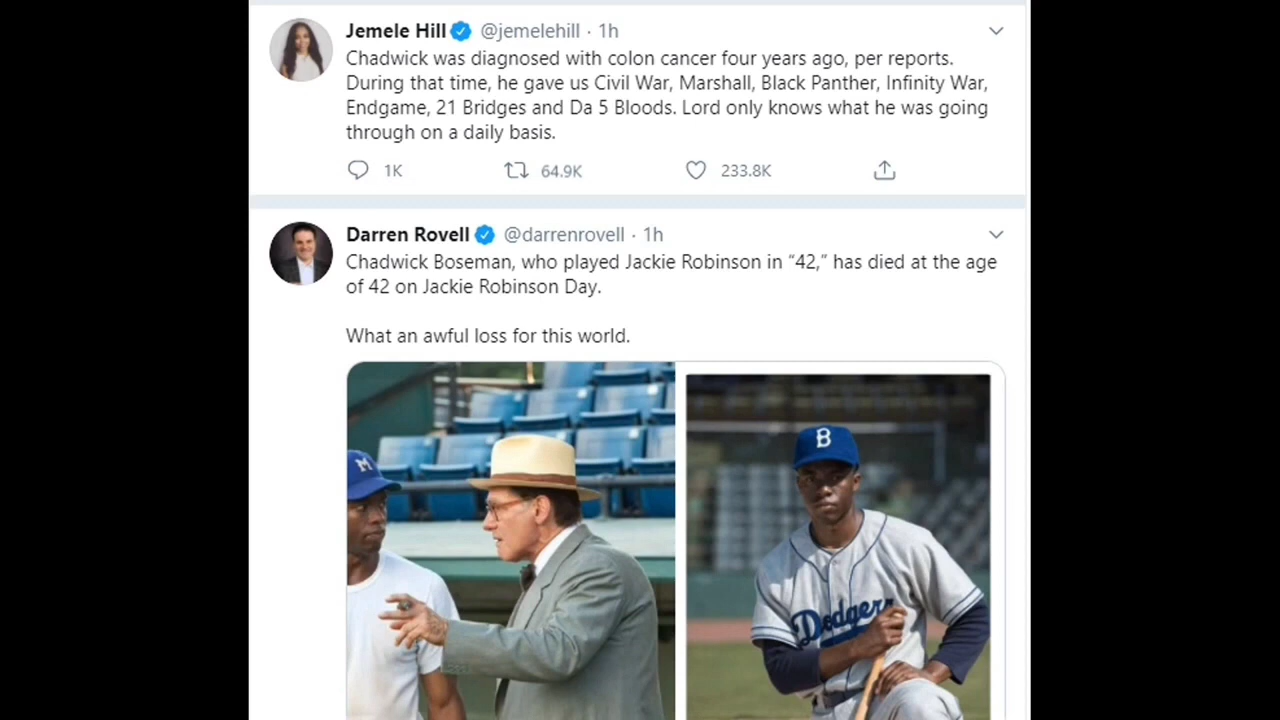 Jemele Hill @jemelehill · 1h
Chadwick was diagnosed with colon cancer four years ago, per reports.
During that time, he gave us Civil War, Marshall, Black Panther, Infinity War,
Endgame, 21 Bridges and Da 5 Bloods. Lord only knows what he was going
through on a daily basis.
1K 64.9K 233.8K
Darren Rovell @darrenrovell · 1h
Chadwick Boseman, who played Jackie Robinson in “42,” has died at the age
of 42 on Jackie Robinson Day.
What an awful loss for this world.
M
B
Dodgers